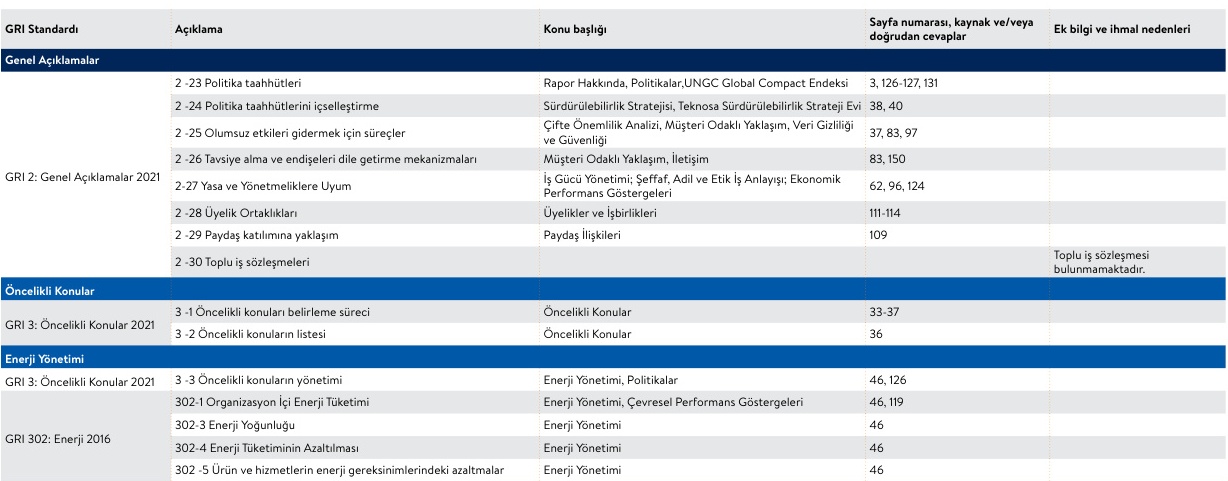 GRI Standardı Açıklama Konu başlığı Sayfa numarası, kaynak ve/veya doğrudan cevaplar Ek bilgi ve ihmal nedenleri
Genel Açıklamalar
GRI 2: Genel Açıklamalar 2021
2 -23 Politika taahhütleri Rapor Hakkında, Politikalar,UNGC Global Compact Endeksi 3, 126-127, 131
2 -24 Politika taahhütlerini içselleştirme Sürdürülebilirlik Stratejisi, Teknosa Sürdürülebilirlik Strateji Evi 38, 40
2 -25 Olumsuz etkileri gidermek için süreçler Çifte Önemlilik Analizi, Müşteri Odaklı Yaklaşım, Veri Gizliliği ve Güvenliği 37, 83, 97
2 -26 Tavsiye alma ve endişeleri dile getirme mekanizmaları Müşteri Odaklı Yaklaşım, İletişim 83, 150
2-27 Yasa ve Yönetmeliklere Uyum İş Gücü Yönetimi; Şeffaf, Adil ve Etik İş Anlayışı; Ekonomik Performans Göstergeleri 62, 96, 124
2 -28 Üyelik Ortaklıkları Üyelikler ve İşbirlikleri 111-114
2 -29 Paydaş katılımına yaklaşım Paydaş İlişkileri 109
2 -30 Toplu iş sözleşmeleri Toplu iş sözleşmesi bulunmamaktadır.
Öncelikli Konular
GRI 3: Öncelikli Konular 2021
3 -1 Öncelikli konuları belirleme süreci Öncelikli Konular 33-37
3 -2 Öncelikli konuların listesi Öncelikli Konular 36
Enerji Yönetimi
GRI 3: Öncelikli Konular 2021 3 -3 Öncelikli konuların yönetimi Enerji Yönetimi, Politikalar 46, 126
GRI 302: Enerji 2016
302-1 Organizasyon İçi Enerji Tüketimi Enerji Yönetimi, Çevresel Performans Göstergeleri 46, 119
302-3 Enerji Yoğunluğu Enerji Yönetimi 46
302-4 Enerji Tüketiminin Azaltılması Enerji Yönetimi 46
302 -5 Ürün ve hizmetlerin enerji gereksinimlerindeki azaltmalar Enerji Yönetimi 46